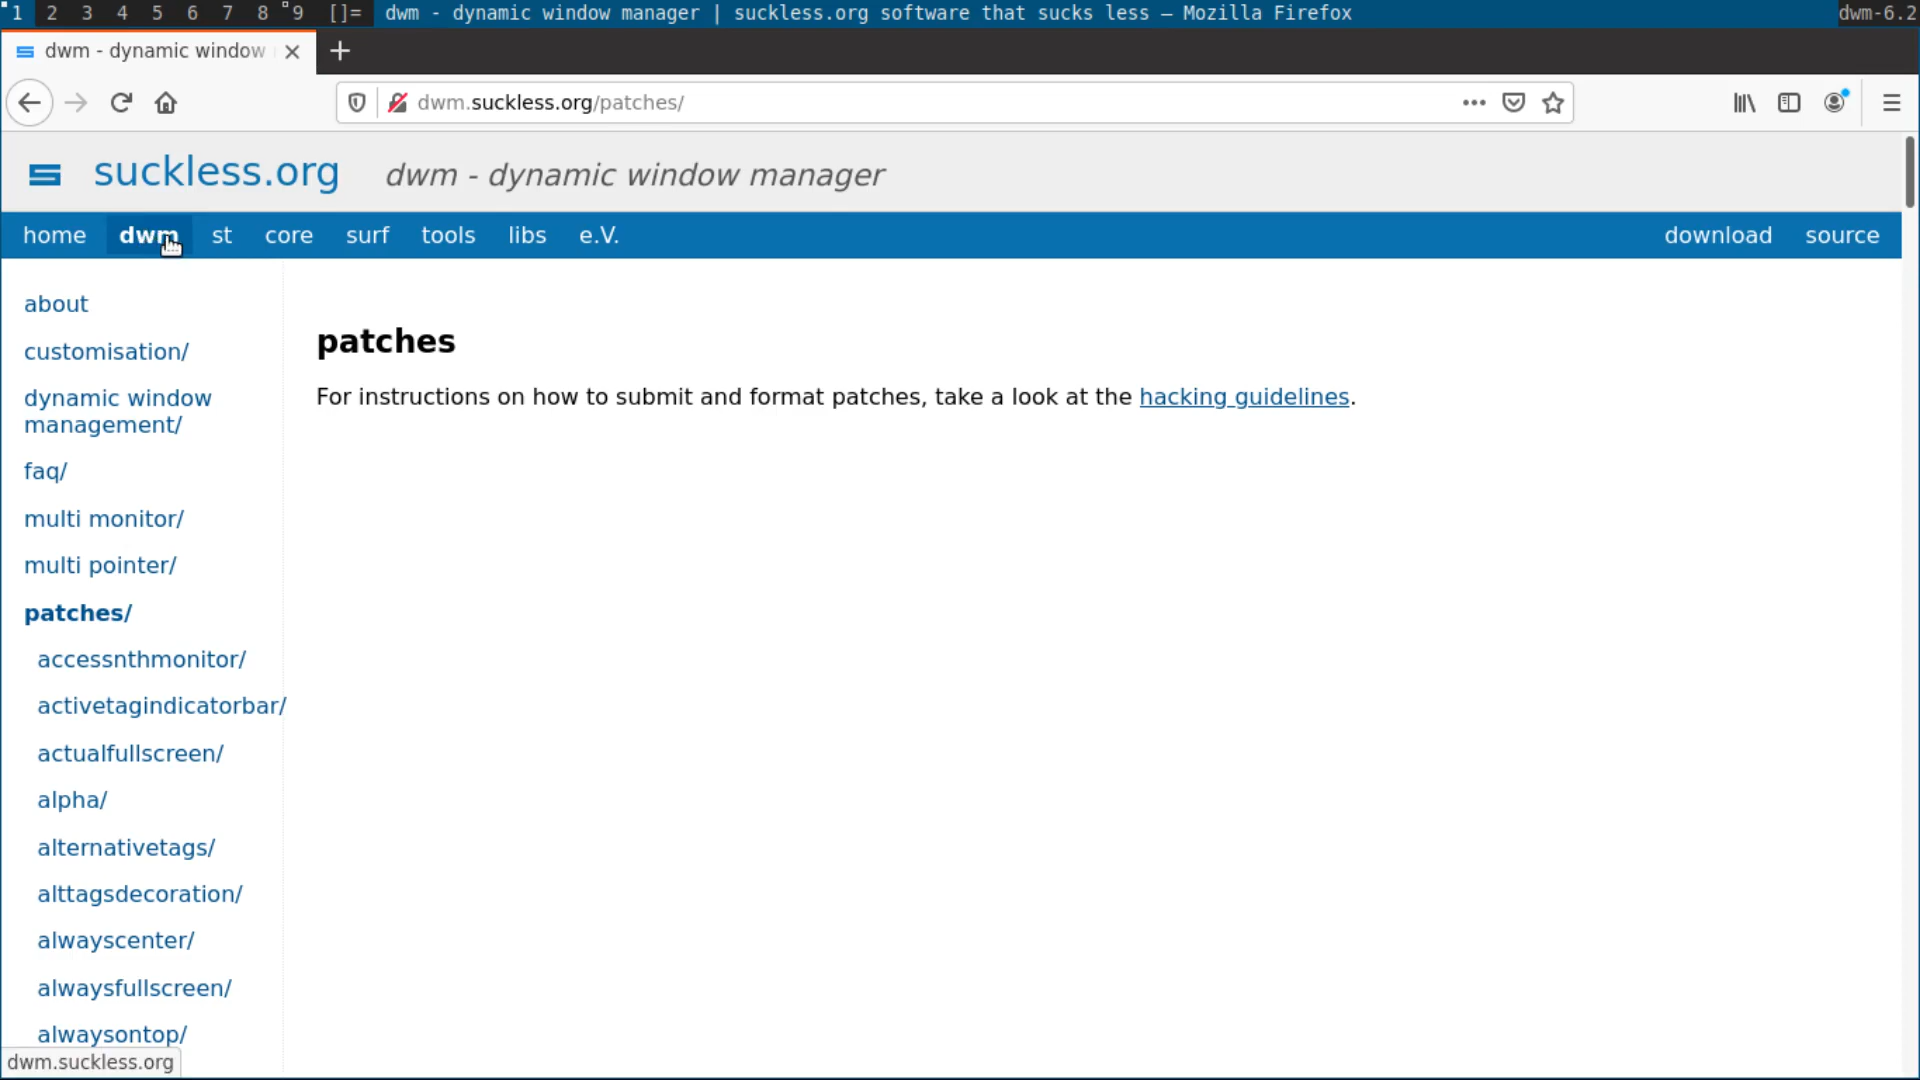 1 2 3 4 5 6 7 8 9 []= dwm - dynamic window manager | suckless.org software that sucks less — Mozilla Firefox dwm-6.2
dwm - dynamic window
dwm.suckless.org/patches/
suckless.org dwm - dynamic window manager
home dwm st core surf tools libs e.V. download source
about
customisation/
dynamic window
management/
faq/
multi monitor/
multi pointer/
patches/
accessnthmonitor/
activetagindicatorbar/
actualfullscreen/
alpha/
alternativetags/
alttagsdecoration/
alwayscenter/
alwaysfullscreen/
alwaysontop/
patches
For instructions on how to submit and format patches, take a look at the hacking guidelines.
dwm.suckless.org